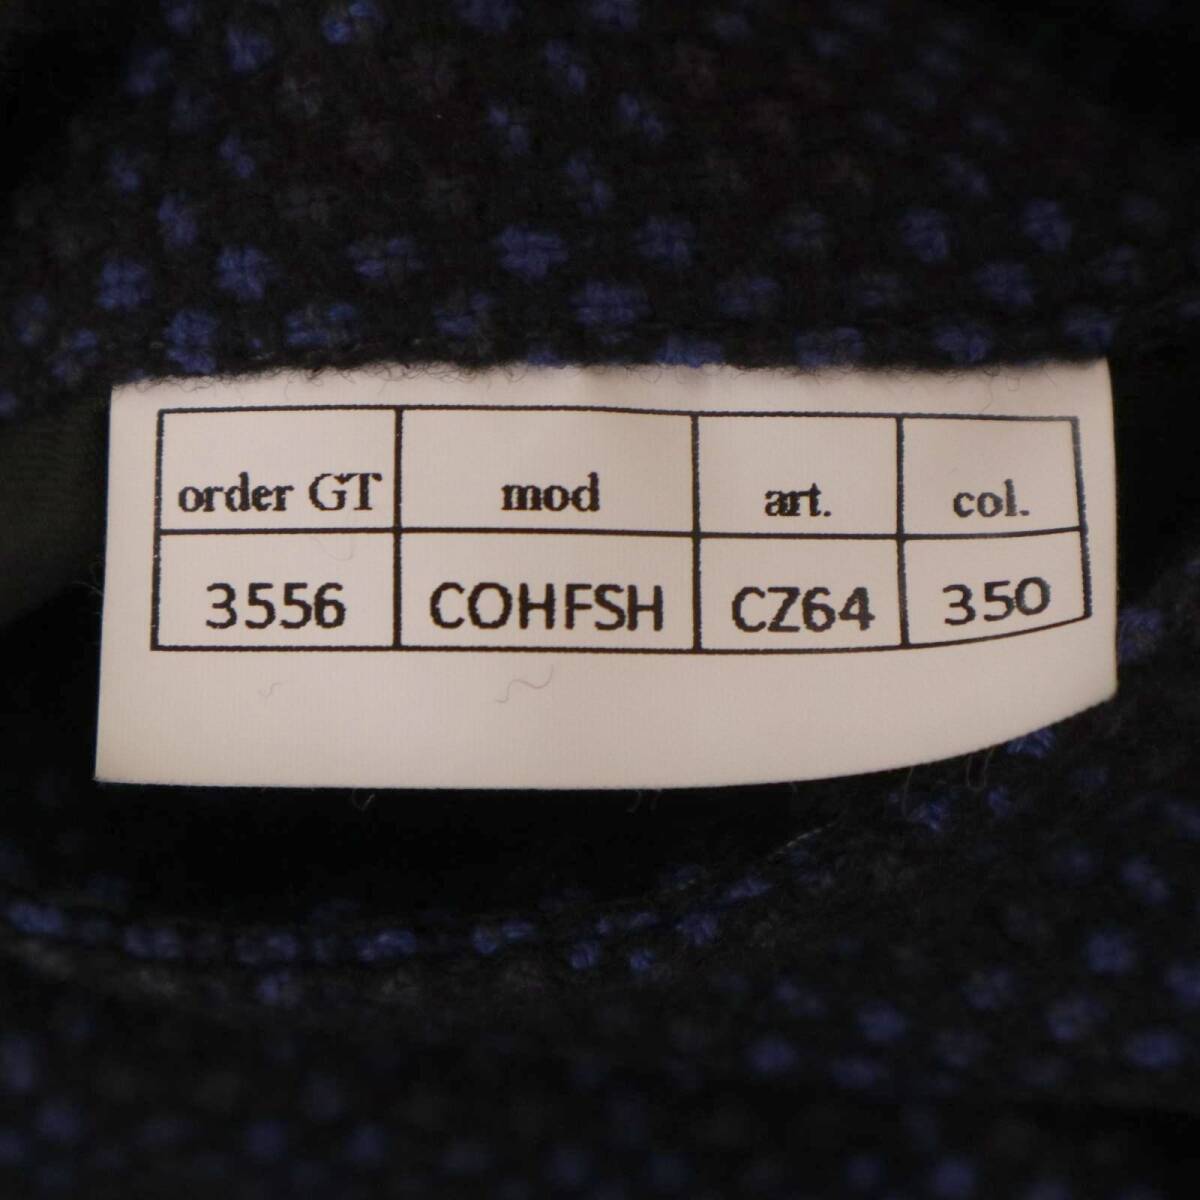 order GT mod art. col.
3556 COHFSH CZ64 350